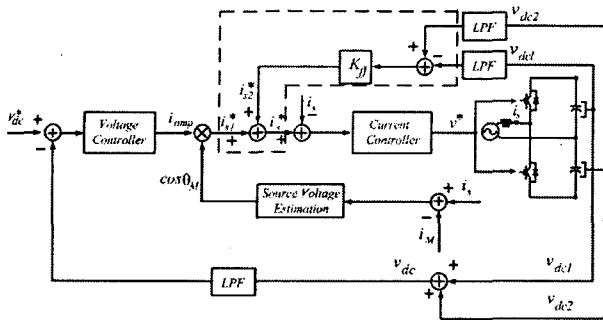 LPF
v_dc2
LPF
v_dc1
K_fl
i_s2^*
i_s
v_dc^*
Voltage
Controller
i_amp
i_s1^*
i_s^*
Current
Controller
v^*
i_s
cosθ_M
Source Voltage
Estimation
i_s
i_M
LPF
v_dc
v_dc1
v_dc2